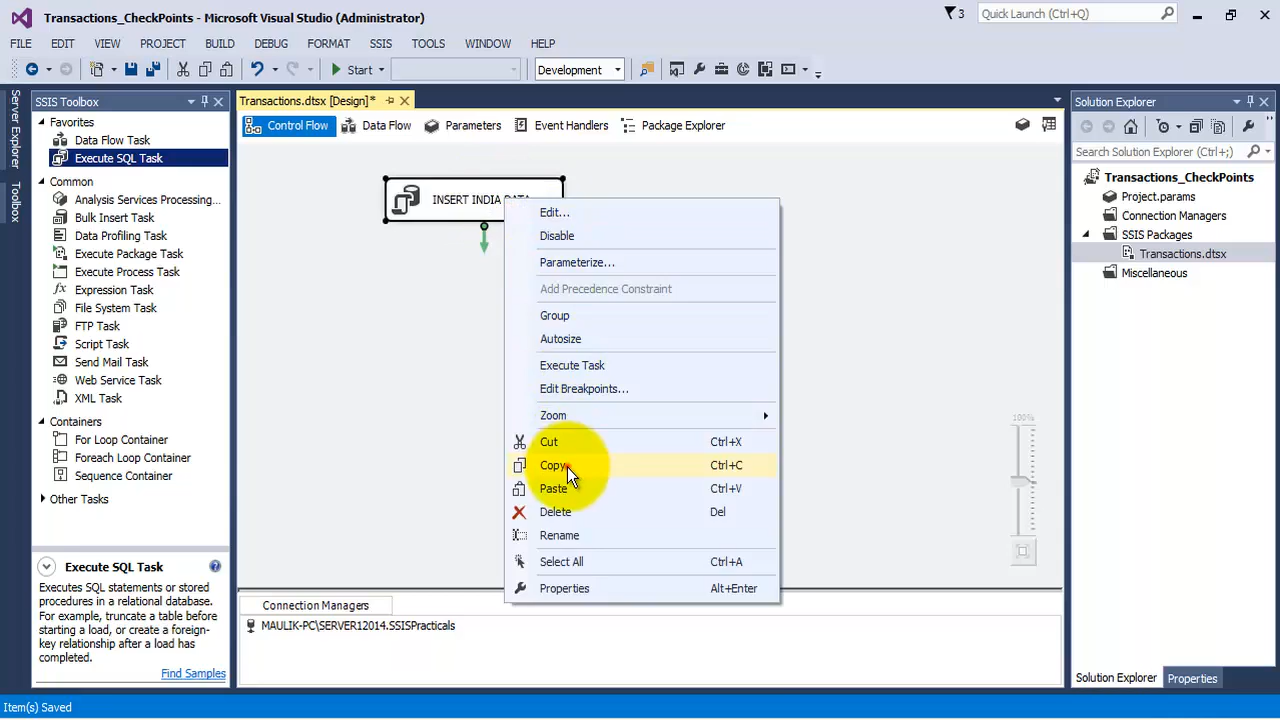 Transactions_CheckPoints - Microsoft Visual Studio (Administrator)
3
Quick Launch (Ctrl+Q)
FILE EDIT VIEW PROJECT BUILD DEBUG FORMAT SSIS TOOLS WINDOW HELP
Start
Development
Server Explorer
Toolbox
SSIS Toolbox
Favorites
Data Flow Task
Execute SQL Task
Common
Analysis Services Processing...
Bulk Insert Task
Data Profiling Task
Execute Package Task
Execute Process Task
Expression Task
File System Task
FTP Task
Script Task
Send Mail Task
Web Service Task
XML Task
Containers
For Loop Container
Foreach Loop Container
Sequence Container
Other Tasks
Execute SQL Task
Executes SQL statements or stored
procedures in a relational database.
For example, truncate a table before
starting a load, or create a foreign-
key relationship after a load has
completed.
Find Samples
Transactions.dtsx [Design]*
Control Flow Data Flow Parameters Event Handlers Package Explorer
INSERT INDIA DATA
Edit...
Disable
Parameterize...
Add Precedence Constraint
Group
Autosize
Execute Task
Edit Breakpoints...
Zoom
Cut Ctrl+X
Copy Ctrl+C
Paste Ctrl+V
Delete Del
Rename
Select All Ctrl+A
Properties Alt+Enter
100%
Connection Managers
MAULIK-PC\SERVER12014.SSISPracticals
Solution Explorer
Search Solution Explorer (Ctrl+;)
Transactions_CheckPoints
Project.params
Connection Managers
SSIS Packages
Transactions.dtsx
Miscellaneous
Solution Explorer Properties
Item(s) Saved